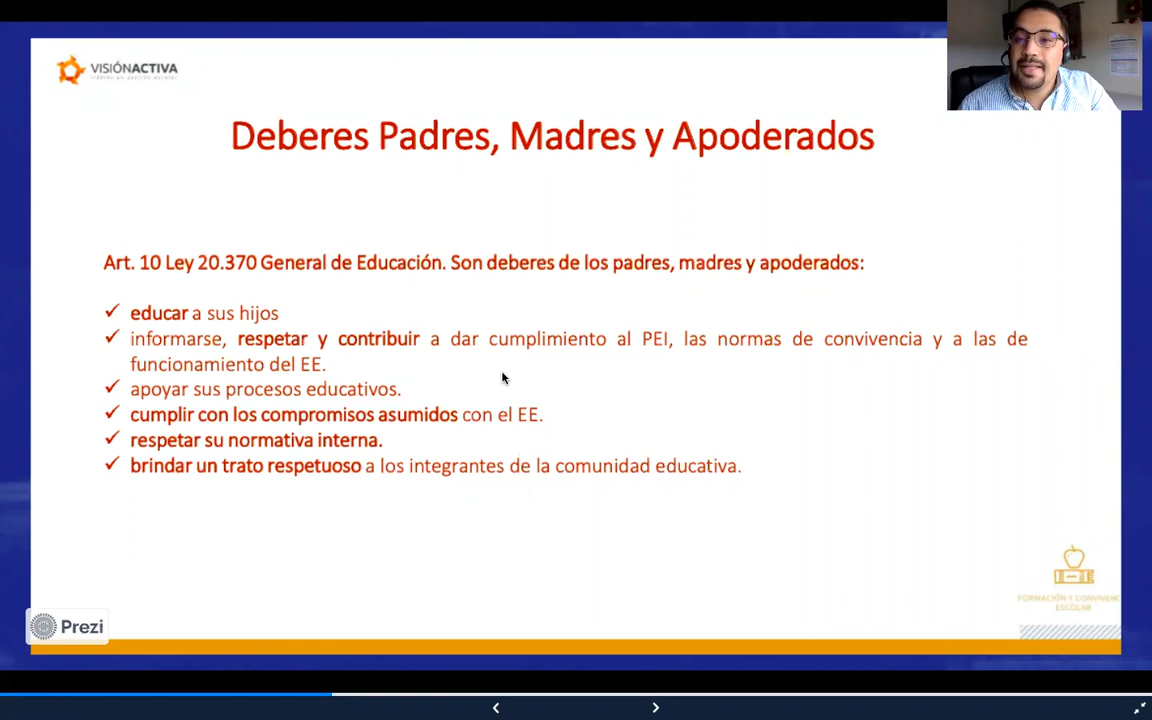 VISIÓNACTIVA
Deberes Padres, Madres y Apoderados
Art. 10 Ley 20.370 General de Educación. Son deberes de los padres, madres y apoderados:
✓ educar a sus hijos
✓ informarse, respetar y contribuir a dar cumplimiento al PEI, las normas de convivencia y a las de
funcionamiento del EE.
✓ apoyar sus procesos educativos.
✓ cumplir con los compromisos asumidos con el EE.
✓ respetar su normativa interna.
✓ brindar un trato respetuoso a los integrantes de la comunidad educativa.
FORMACIÓN Y CONVIVENC
ESCOLAR
Prezi